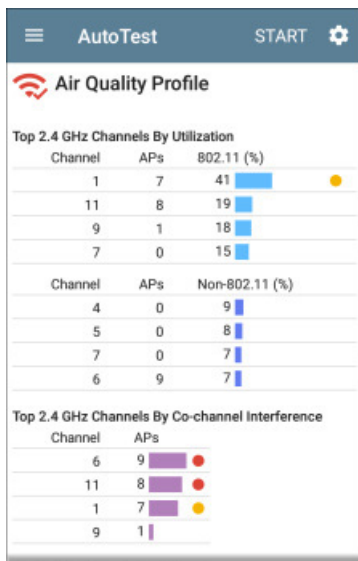 AutoTest START
Air Quality Profile
Top 2.4 GHz Channels By Utilization
Channel APs 802.11 (%)
1 7 41
11 8 19
9 1 18
7 0 15
Channel APs Non-802.11 (%)
4 0 9
5 0 8
7 0 7
6 9 7
Top 2.4 GHz Channels By Co-channel Interference
Channel APs
6 9
11 8
1 7
9 1